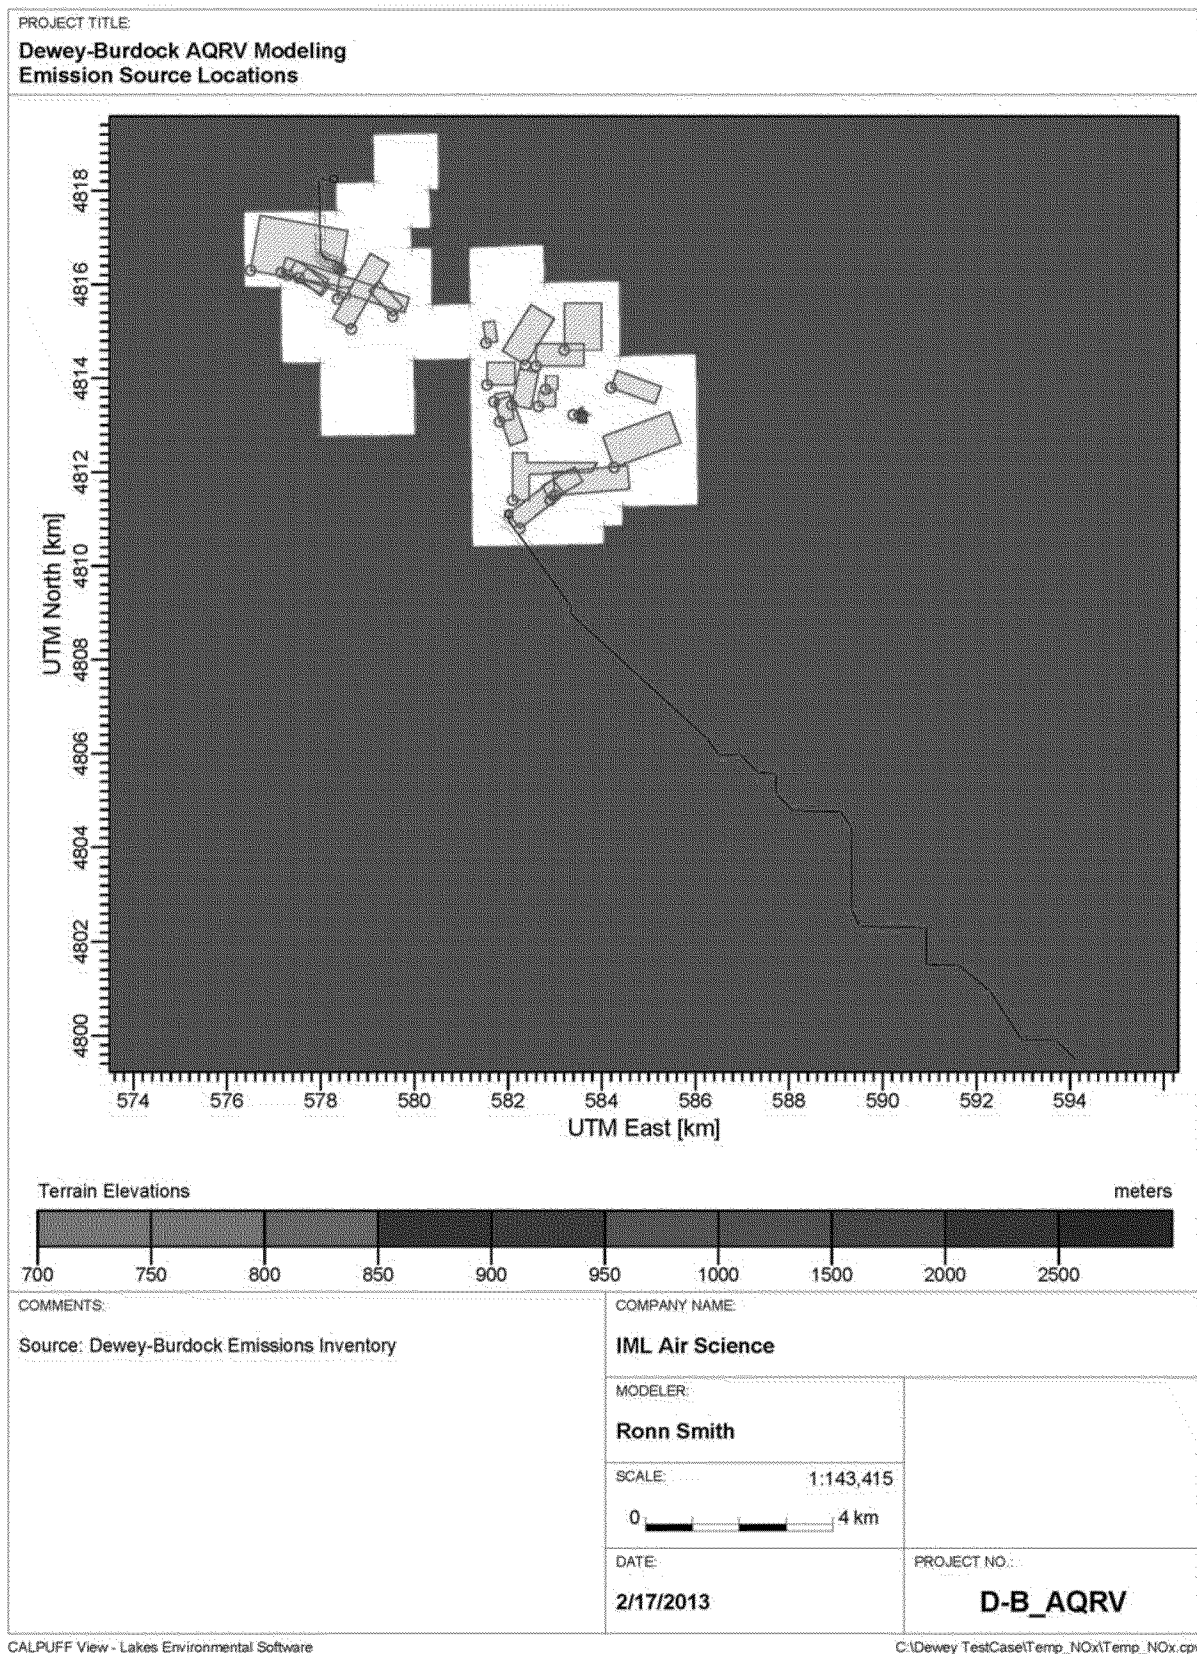 PROJECT TITLE:
Dewey-Burdock AQRV Modeling
Emission Source Locations
UTM North [km]
4818
4816
4814
4812
4810
4808
4806
4804
4802
4800
574 576 578 580 582 584 586 588 590 592 594
UTM East [km]
Terrain Elevations meters
700 750 800 850 900 950 1000 1500 2000 2500
COMMENTS:
Source: Dewey-Burdock Emissions Inventory
COMPANY NAME:
IML Air Science
MODELER:
Ronn Smith
SCALE: 1:143,415
0 4 km
DATE:
2/17/2013
PROJECT NO.:
D-B_AQRV
CALPUFF View - Lakes Environmental Software C:\Dewey TestCase\Temp_NOx\Temp_NOx.cpv